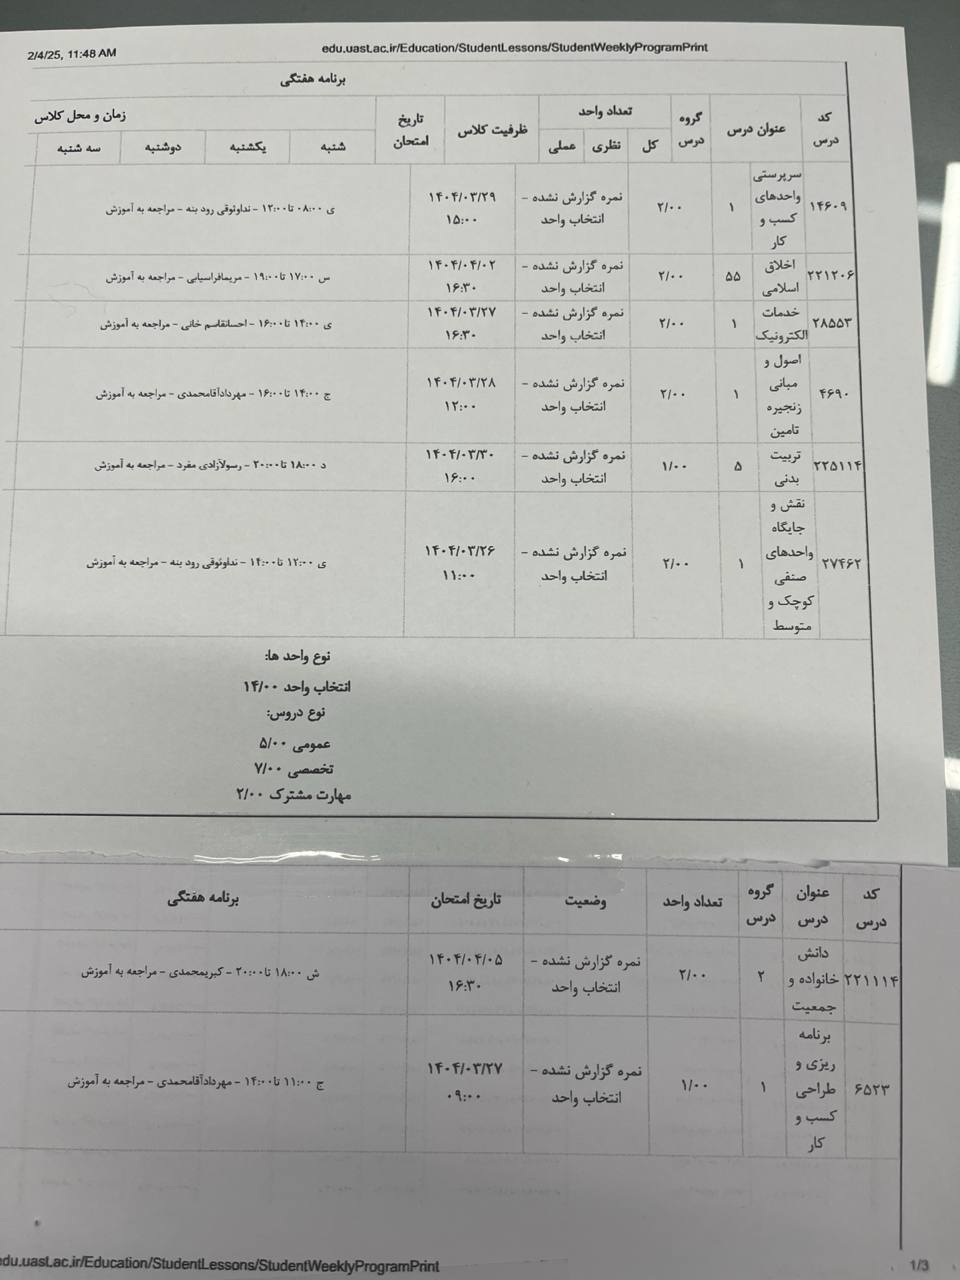 2/4/25, 11:48 AM
edu.uast.ac.ir/Education/StudentLessons/StudentWeeklyProgramPrint
برنامه هفتگی
کد درس
عنوان درس
گروه درس
تعداد واحد
کل
نظری
عملی
ظرفیت کلاس
تاریخ امتحان
زمان و محل کلاس
شنبه
یکشنبه
دوشنبه
سه شنبه
۱۴۶۰۹
سرپرستی
واحدهای
کسب و
کار
۱
۲/۰۰
نمره گزارش نشده -
انتخاب واحد
۱۴۰۴/۰۳/۲۹
۱۵:۰۰
ی ۰۸:۰۰ تا ۱۲:۰۰ - نداوثوقی رود بنه - مراجعه به آموزش
۲۲۱۲۰۶
اخلاق
اسلامی
۵۵
۲/۰۰
نمره گزارش نشده -
انتخاب واحد
۱۴۰۴/۰۴/۰۲
۱۶:۳۰
س ۱۷:۰۰ تا ۱۹:۰۰ - مریمافراسیابی - مراجعه به آموزش
۲۸۵۵۳
خدمات
الکترونیک
۱
۲/۰۰
نمره گزارش نشده -
انتخاب واحد
۱۴۰۴/۰۳/۲۷
۱۶:۳۰
ی ۱۴:۰۰ تا ۱۶:۰۰ - احسانقاسم خانی - مراجعه به آموزش
۴۶۹۰
اصول و
مبانی
زنجیره
تامین
۱
۲/۰۰
نمره گزارش نشده -
انتخاب واحد
۱۴۰۴/۰۳/۲۸
۱۲:۰۰
ج ۱۴:۰۰ تا ۱۶:۰۰ - مهردادآقامحمدی - مراجعه به آموزش
۲۲۵۱۱۴
تربیت
بدنی
۵
۱/۰۰
نمره گزارش نشده -
انتخاب واحد
۱۴۰۴/۰۳/۳۰
۱۶:۰۰
د ۱۸:۰۰ تا ۲۰:۰۰ - رسولآزادی مفرد - مراجعه به آموزش
۲۷۴۶۲
نقش و
جایگاه
واحدهای
صنفی
کوچک و
متوسط
۱
۲/۰۰
نمره گزارش نشده -
انتخاب واحد
۱۴۰۴/۰۳/۲۶
۱۱:۰۰
ی ۱۲:۰۰ تا ۱۴:۰۰ - نداوثوقی رود بنه - مراجعه به آموزش
نوع واحد ها:
انتخاب واحد ۱۴/۰۰
نوع دروس:
عمومی ۵/۰۰
تخصصی ۷/۰۰
مهارت مشترک ۲/۰۰
کد درس
عنوان درس
گروه درس
تعداد واحد
وضعیت
تاریخ امتحان
برنامه هفتگی
۲۲۱۱۱۴
دانش
خانواده و
جمعیت
۲
۲/۰۰
نمره گزارش نشده -
انتخاب واحد
۱۴۰۴/۰۴/۰۵
۱۶:۳۰
ش ۱۸:۰۰ تا ۲۰:۰۰ - کبریمحمدی - مراجعه به آموزش
۶۵۲۳
برنامه
ریزی و
طراحی
کسب و
کار
۱
۱/۰۰
نمره گزارش نشده -
انتخاب واحد
۱۴۰۴/۰۳/۲۷
۰۹:۰۰
ج ۱۱:۰۰ تا ۱۴:۰۰ - مهردادآقامحمدی - مراجعه به آموزش
edu.uast.ac.ir/Education/StudentLessons/StudentWeeklyProgramPrint
1/3